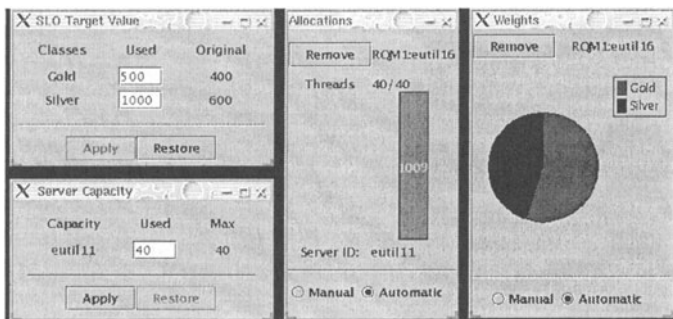 SLO Target Value
Classes Used Original
Gold 500 400
Silver 1000 600
Apply Restore
Server Capacity
Capacity Used Max
eutil11 40 40
Apply Restore
Allocations
Remove RQM1:eutil16
Threads 40/40
1009
Server ID: eutil11
Manual Automatic
Weights
Remove RQM1:eutil16
Gold
Silver
Manual Automatic